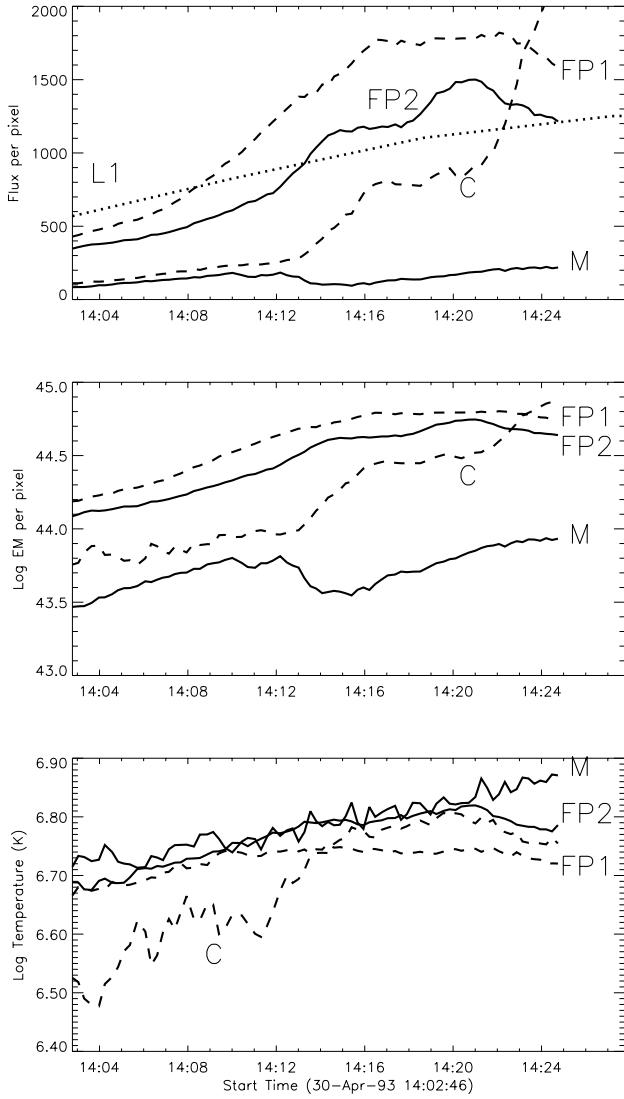 2000
1500
1000
500
0
Flux per pixel
L1
FP2
FP1
C
M
14:04 14:08 14:12 14:16 14:20 14:24
45.0
44.5
44.0
43.5
43.0
Log EM per pixel
FP1
FP2
C
M
14:04 14:08 14:12 14:16 14:20 14:24
6.90
6.80
6.70
6.60
6.50
6.40
Log Temperature (K)
M
FP2
FP1
C
14:04 14:08 14:12 14:16 14:20 14:24
Start Time (30-Apr-93 14:02:46)